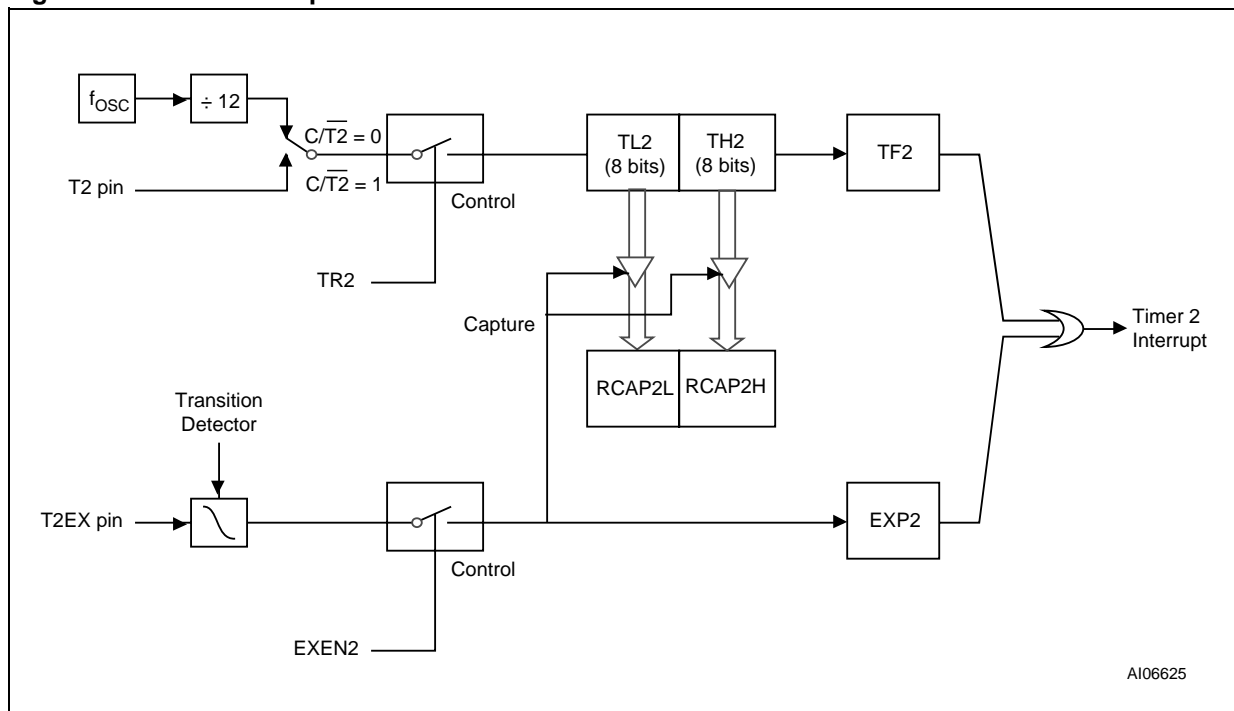 fOSC
÷ 12
C/T2 = 0
C/T2 = 1
T2 pin
Control
TR2
TL2
(8 bits)
TH2
(8 bits)
TF2
Capture
RCAP2L
RCAP2H
Timer 2
Interrupt
Transition
Detector
T2EX pin
Control
EXEN2
EXP2
AI06625